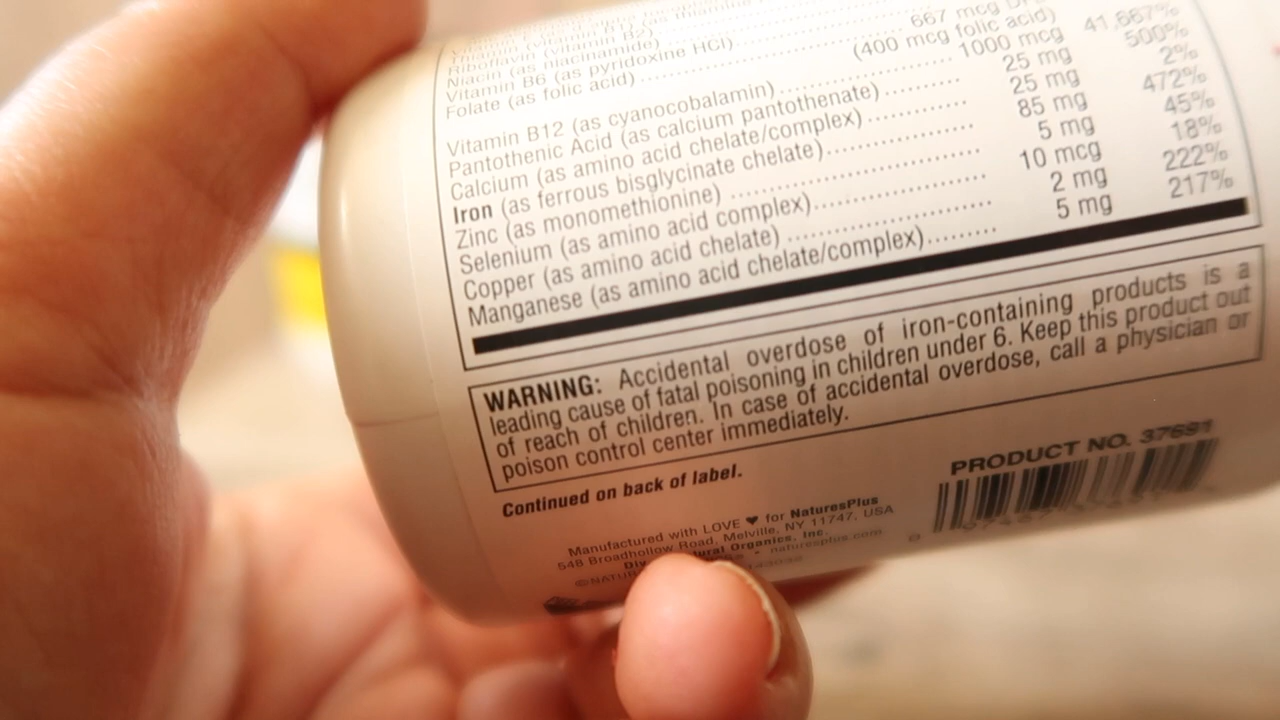 Riboflavin (vitamin B2)
Niacin (as niacinamide)
Vitamin B6 (as pyridoxine HCl)
Folate (as folic acid) 667 mcg
(400 mcg folic acid)
Vitamin B12 (as cyanocobalamin) 1000 mcg 41,667%
Pantothenic Acid (as calcium pantothenate) 25 mg 500%
Calcium (as amino acid chelate/complex) 25 mg 2%
Iron (as ferrous bisglycinate chelate) 85 mg 472%
Zinc (as monomethionine) 5 mg 45%
Selenium (as amino acid complex) 10 mcg 18%
Copper (as amino acid chelate) 2 mg 222%
Manganese (as amino acid chelate/complex) 5 mg 217%
WARNING: Accidental overdose of iron-containing products is a
leading cause of fatal poisoning in children under 6. Keep this product out
of reach of children. In case of accidental overdose, call a physician or
poison control center immediately.
Continued on back of label.
PRODUCT NO. 37691
Manufactured with LOVE ♥ for NaturesPlus
548 Broadhollow Road, Melville, NY 11747, USA
Organics, Inc.
naturesplus.com